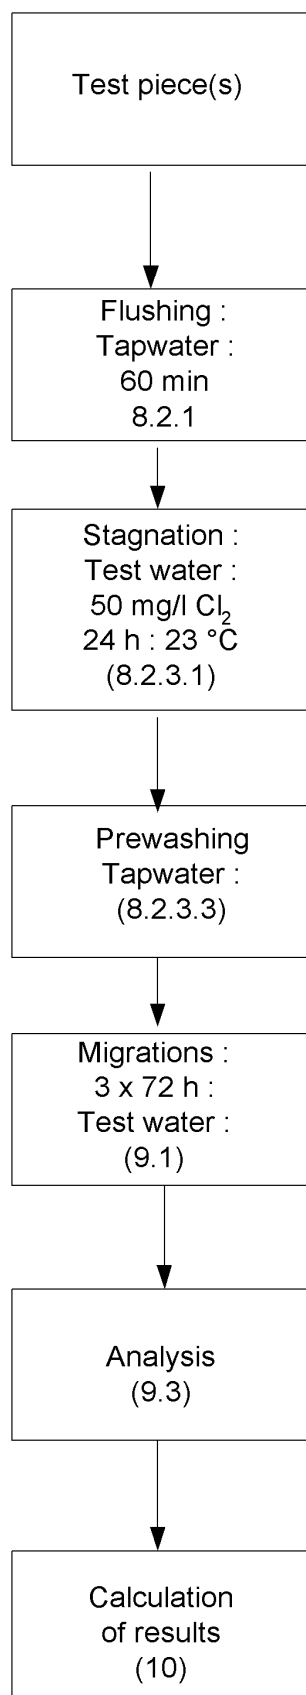 Test piece(s)
Flushing :
Tapwater :
60 min
8.2.1
Stagnation :
Test water :
50 mg/l Cl₂
24 h : 23 °C
(8.2.3.1)
Prewashing
Tapwater :
(8.2.3.3)
Migrations :
3 x 72 h :
Test water :
(9.1)
Analysis
(9.3)
Calculation
of results
(10)